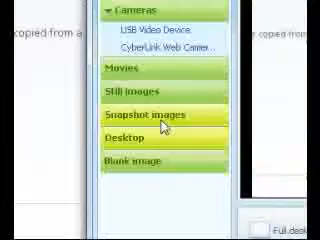 Cameras
copied from a
USB Video Device
e copied from
CyberLink Web Camer...
Movies
Still images
Snapshot images
Desktop
Blank image
Full desk